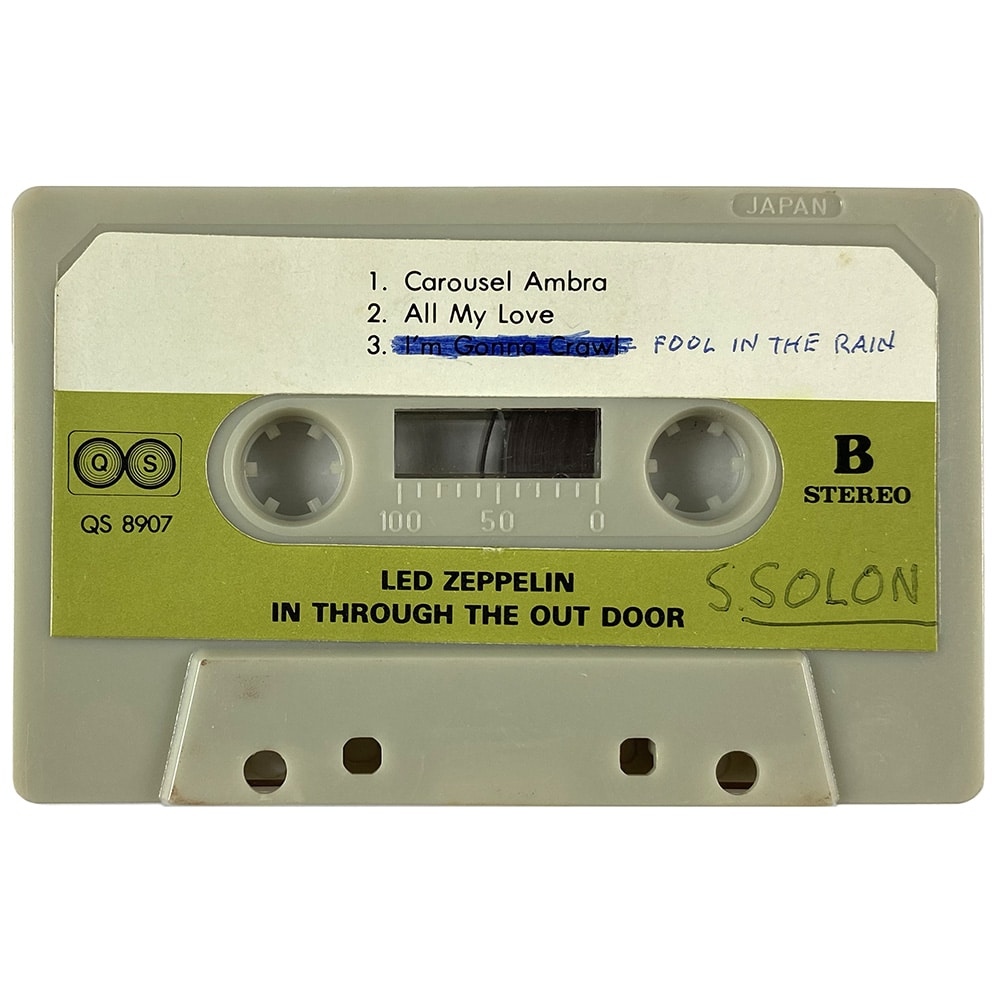 JAPAN
1. Carousel Ambra
2. All My Love
3. I'm Gonna Crawl FOOL IN THE RAIN
Q S
B
STEREO
QS 8907
100 50 0
LED ZEPPELIN
IN THROUGH THE OUT DOOR
S. SOLON